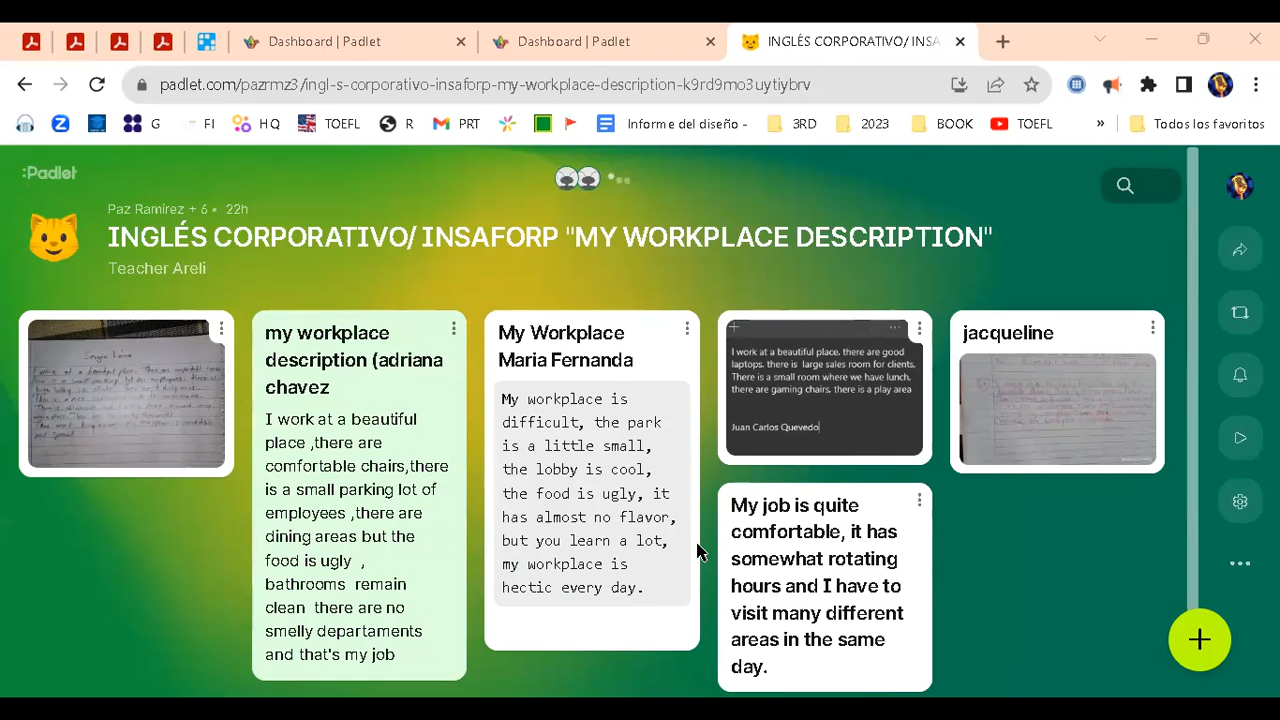 Dashboard | Padlet
Dashboard | Padlet
INGLÉS CORPORATIVO/ INSA
padlet.com/pazrmz3/ingl-s-corporativo-insaforp-my-workplace-description-k9rd9mo3uytiybrv
G
FI
HQ
TOEFL
R
PRT
Informe del diseño -
3RD
2023
BOOK
TOEFL
»
Todos los favoritos
:Padlet
Paz Ramirez + 6 • 22h
INGLÉS CORPORATIVO/ INSAFORP "MY WORKPLACE DESCRIPTION"
Teacher Areli
my workplace
description (adriana
chavez
I work at a beautiful
place ,there are
comfortable chairs,there
is a small parking lot of
employees ,there are
dining areas but the
food is ugly ,
bathrooms remain
clean there are no
smelly departaments
and that's my job
My Workplace
Maria Fernanda
My workplace is
difficult, the park
is a little small,
the lobby is cool,
the food is ugly, it
has almost no flavor,
but you learn a lot,
my workplace is
hectic every day.
I work at a beautiful place. there are good
laptops. there is large sales room for clients.
There is a small room where we have lunch,
there are gaming chairs, there is a play area
Juan Carlos Quevedo
My job is quite
comfortable, it has
somewhat rotating
hours and I have to
visit many different
areas in the same
day.
jacqueline